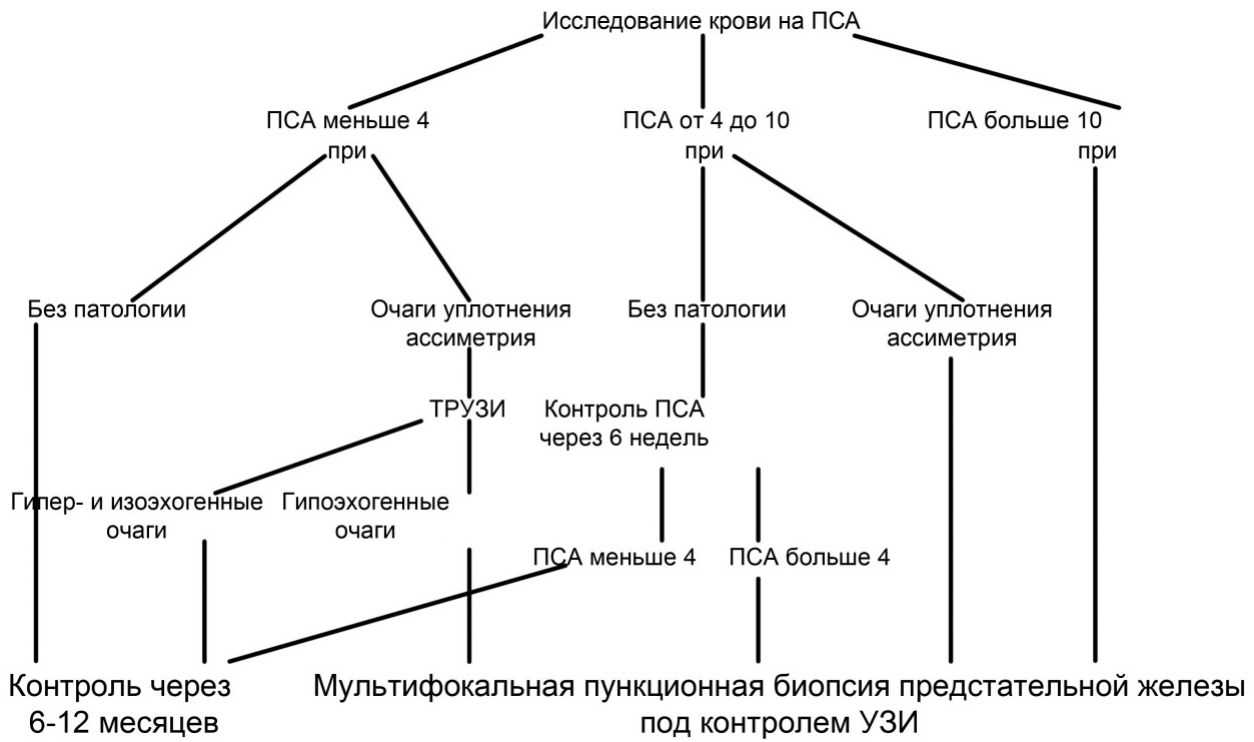 Исследование крови на ПСА
ПСА меньше 4
при
ПСА от 4 до 10
при
ПСА больше 10
при
Без патологии
Очаги уплотнения
ассиметрия
Без патологии
Очаги уплотнения
ассиметрия
ТРУЗИ
Контроль ПСА
через 6 недель
Гипер- и изоэхогенные
очаги
Гипоэхогенные
очаги
ПСА меньше 4
ПСА больше 4
Контроль через
6-12 месяцев
Мультифокальная пункционная биопсия предстательной железы
под контролем УЗИ